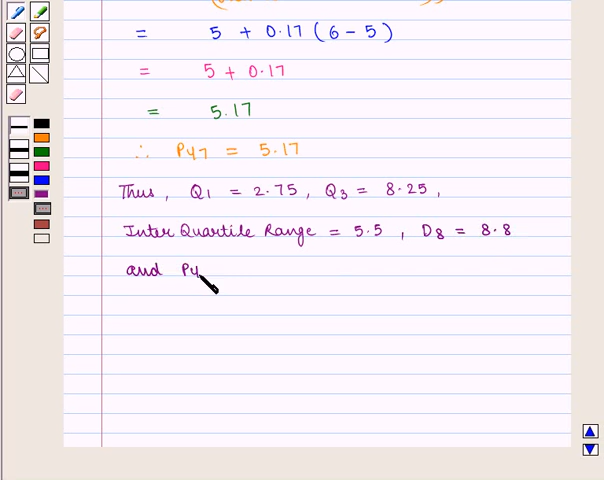 = 5 + 0.17 ( 6 - 5 )
= 5 + 0.17
= 5.17
∴ P47 = 5.17
Thus , Q1 = 2.75 , Q3 = 8.25 ,
Inter Quartile Range = 5.5 , D8 = 8.8
and P4